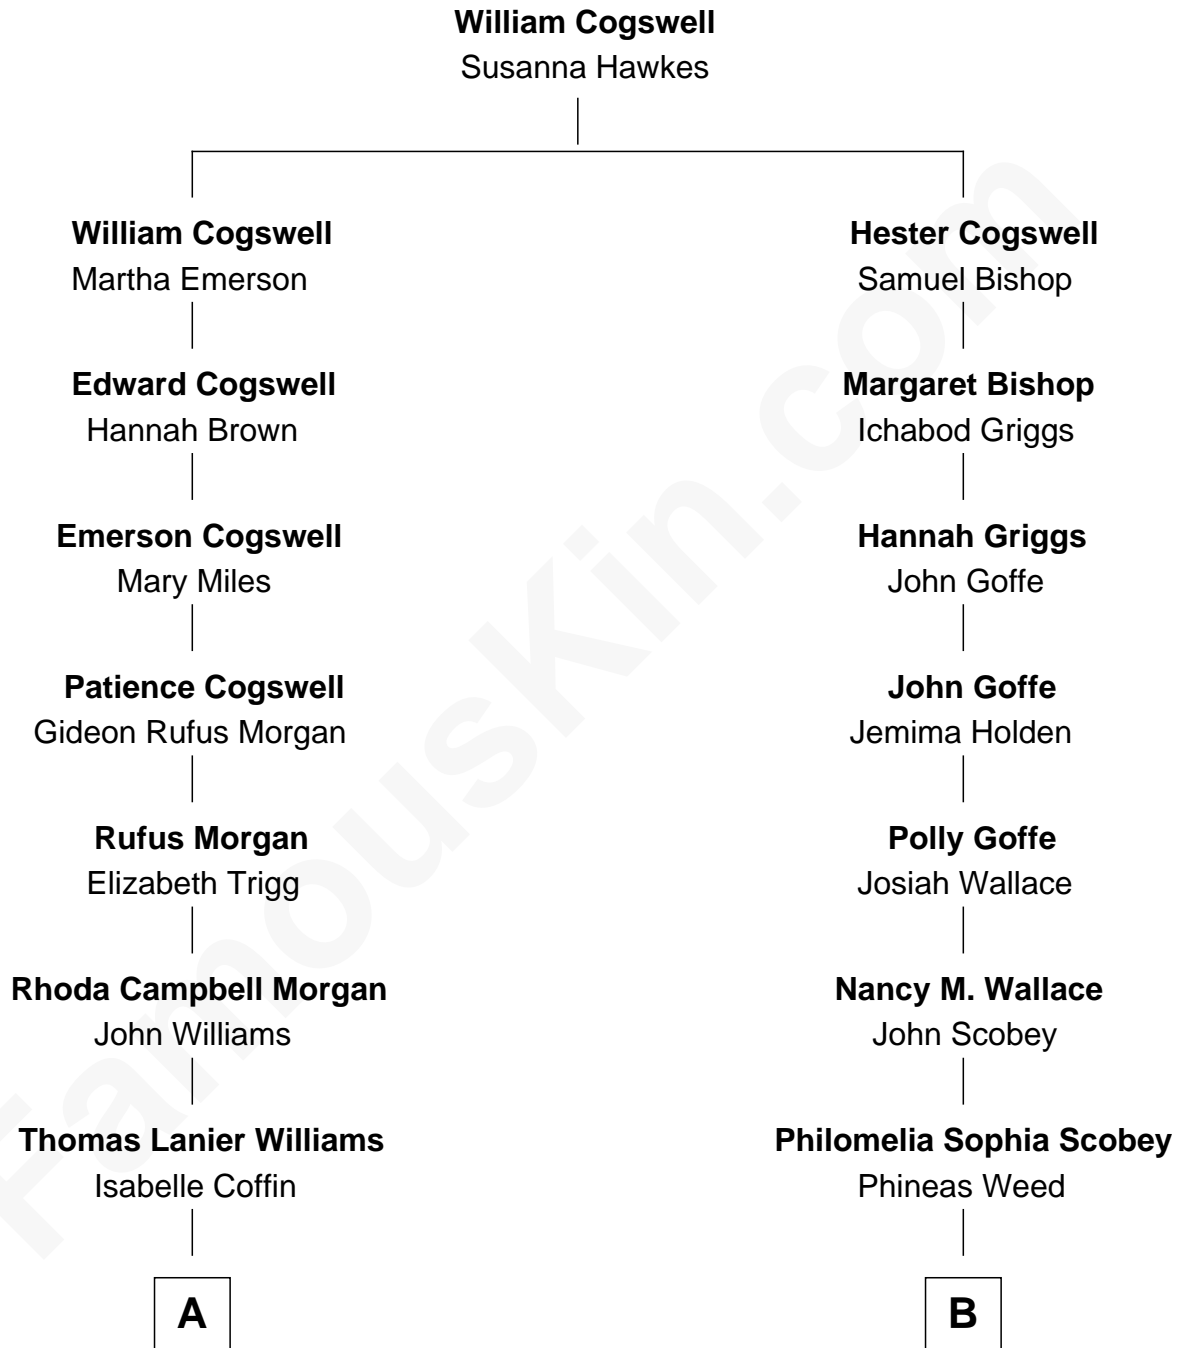 William Cogswell
Susanna Hawkes
William Cogswell
Martha Emerson
Hester Cogswell
Samuel Bishop
Edward Cogswell
Hannah Brown
Margaret Bishop
Ichabod Griggs
Emerson Cogswell
Mary Miles
Hannah Griggs
John Goffe
Patience Cogswell
Gideon Rufus Morgan
John Goffe
Jemima Holden
Rufus Morgan
Elizabeth Trigg
Polly Goffe
Josiah Wallace
Rhoda Campbell Morgan
John Williams
Nancy M. Wallace
John Scobey
Thomas Lanier Williams
Isabelle Coffin
Philomelia Sophia Scobey
Phineas Weed
A
B
FamousKin.com